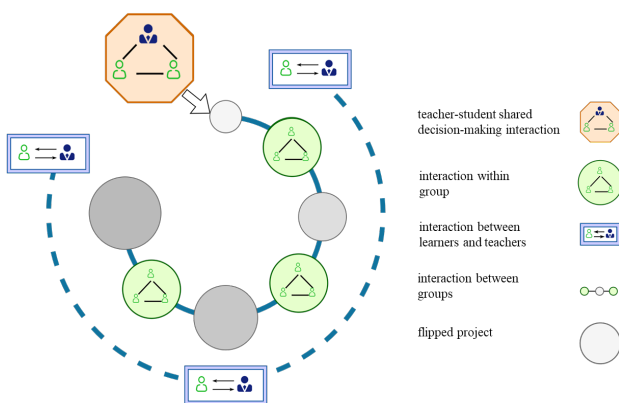 teacher-student shared
decision-making interaction
interaction within
group
interaction between
learners and teachers
interaction between
groups
flipped project